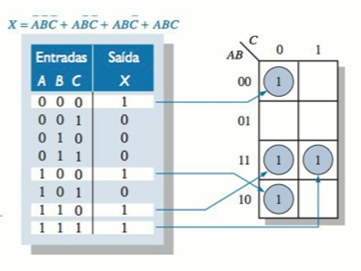 X = A̅B̅C̅ + AB̅C̅ + ABC̅ + ABC
Entradas Saída
A B C X
0 0 0 1
0 0 1 0
0 1 0 0
0 1 1 0
1 0 0 1
1 0 1 0
1 1 0 1
1 1 1 1
C
AB 0 1
00 1
01
11 1 1
10 1